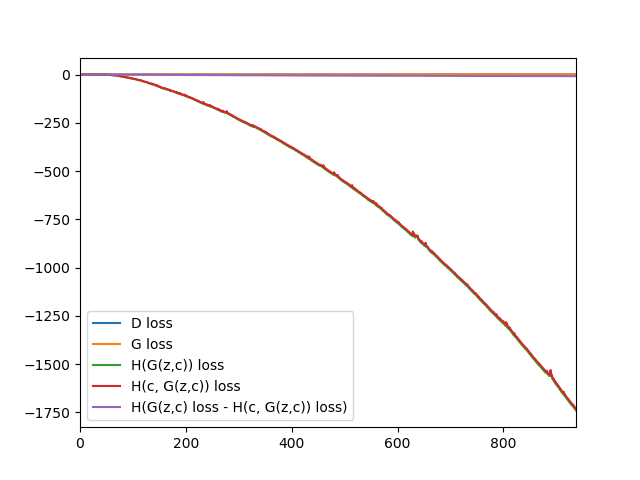 0
−250
−500
−750
−1000
−1250
−1500
−1750
0 200 400 600 800
D loss
G loss
H(G(z,c)) loss
H(c, G(z,c)) loss
H(G(z,c) loss - H(c, G(z,c)) loss)